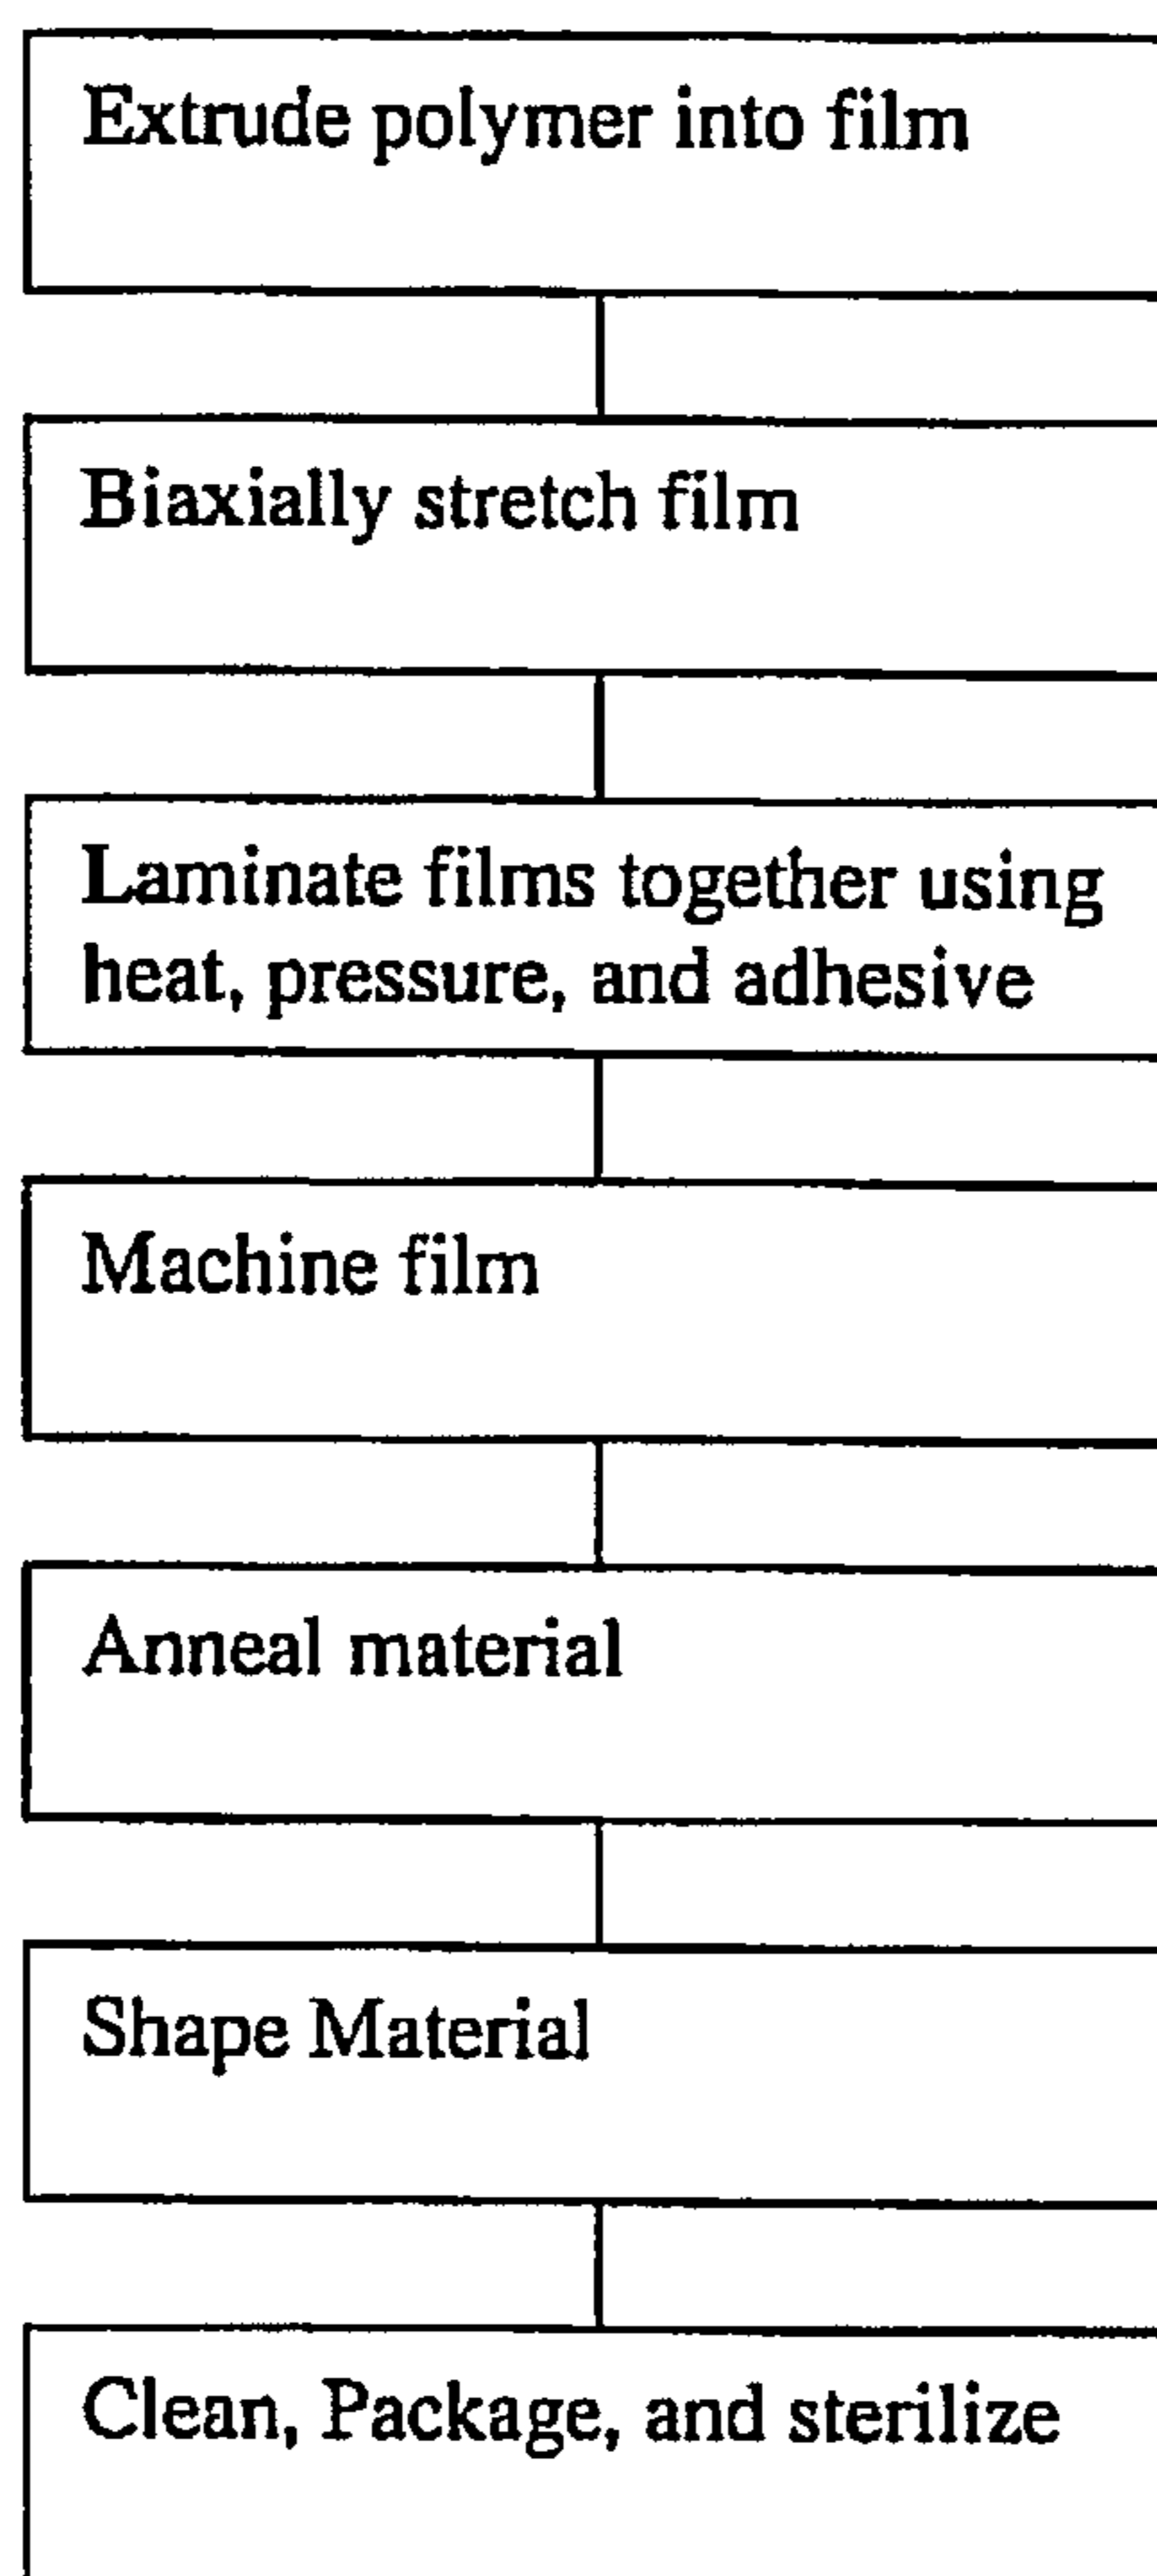 Extrude polymer into film
Biaxially stretch film
Laminate films together using
heat, pressure, and adhesive
Machine film
Anneal material
Shape Material
Clean, Package, and sterilize